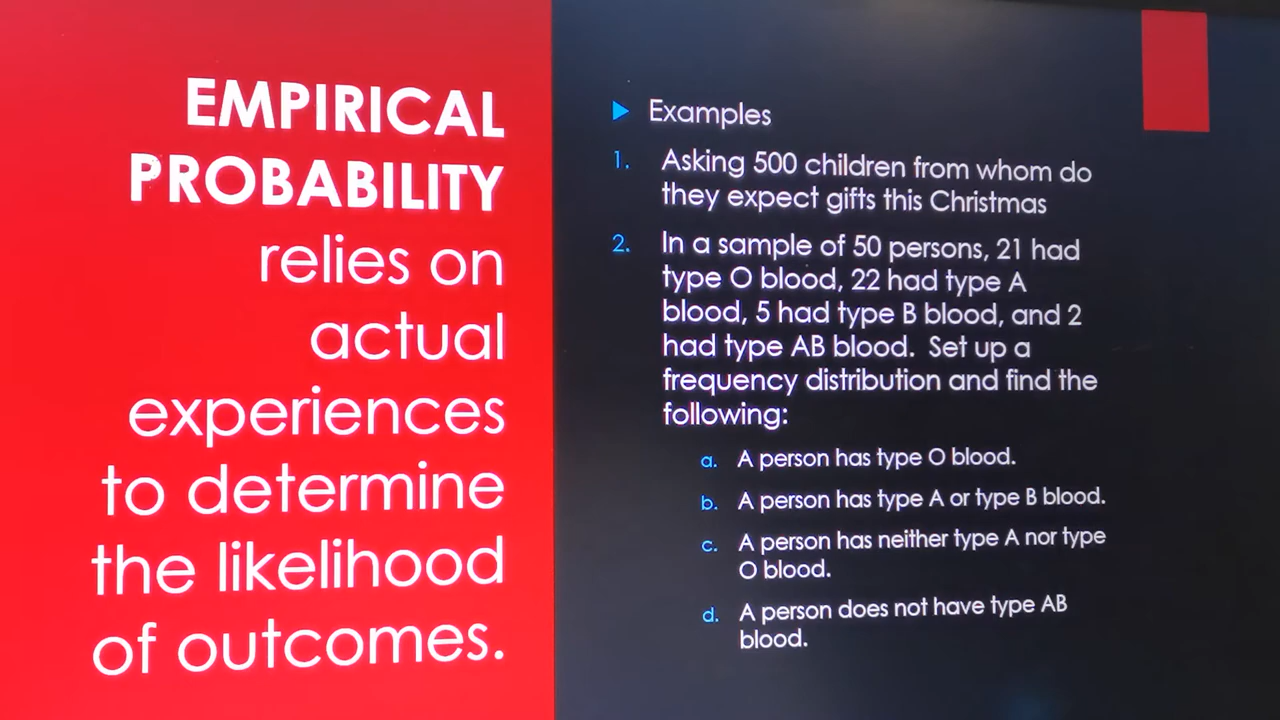 EMPIRICAL
PROBABILITY
relies on
actual
experiences
to determine
the likelihood
of outcomes.
Examples
1. Asking 500 children from whom do
they expect gifts this Christmas
2. In a sample of 50 persons, 21 had
type O blood, 22 had type A
blood, 5 had type B blood, and 2
had type AB blood. Set up a
frequency distribution and find the
following:
a. A person has type O blood.
b. A person has type A or type B blood.
c. A person has neither type A nor type
O blood.
d. A person does not have type AB
blood.